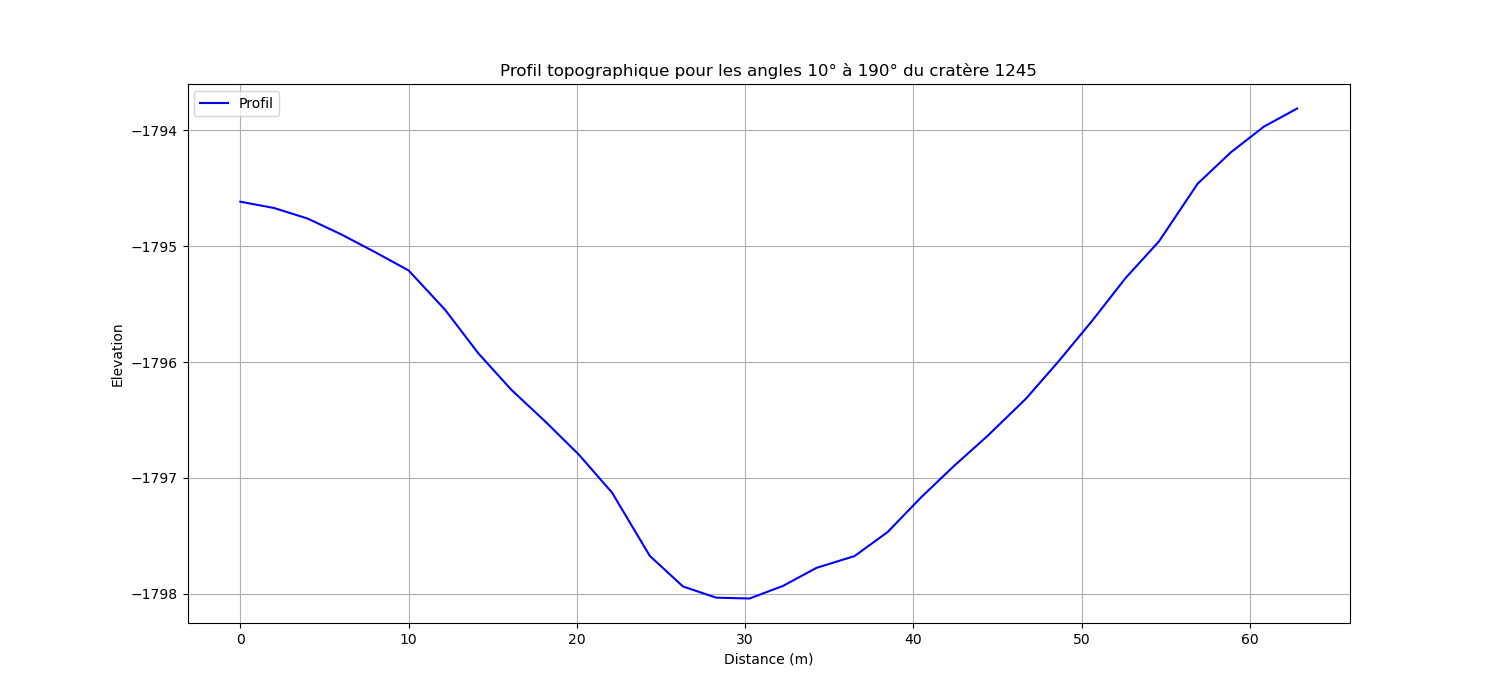 Profil topographique pour les angles 10° à 190° du cratère 1245
Profil
Elevation
−1794
−1795
−1796
−1797
−1798
0 10 20 30 40 50 60
Distance (m)